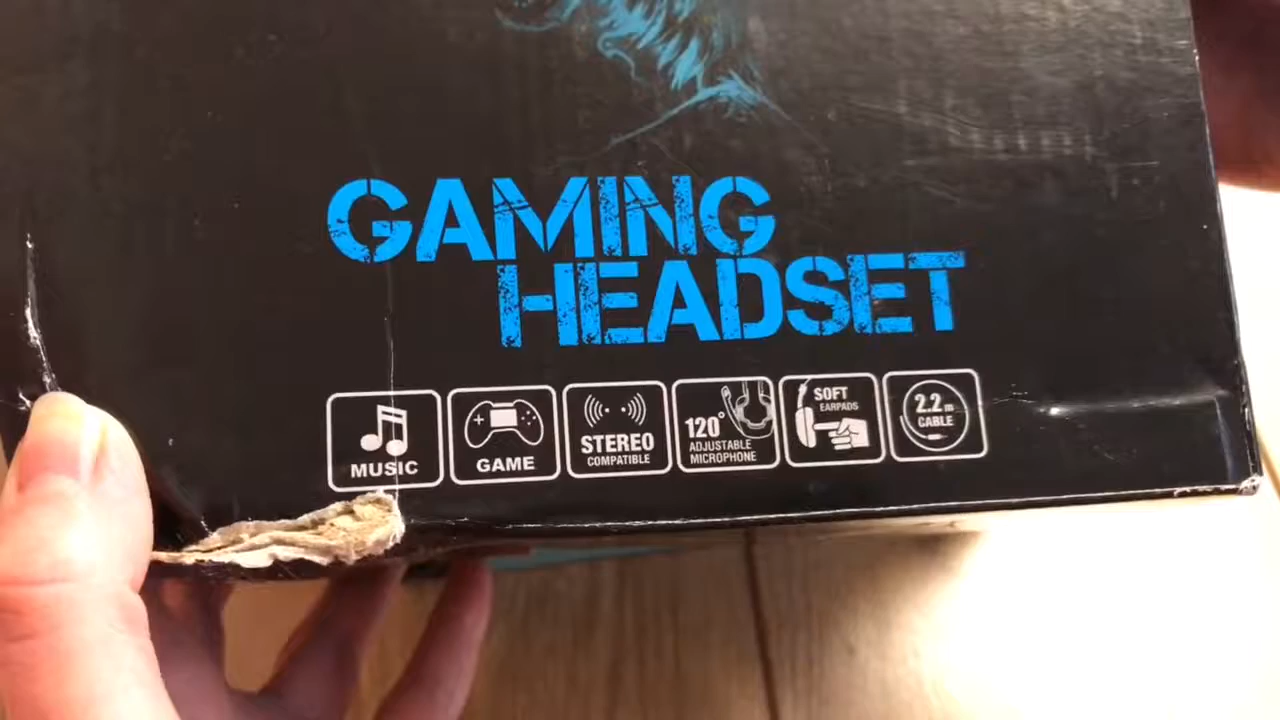 GAMING
HEADSET
MUSIC
GAME
STEREO
COMPATIBLE
120°
ADJUSTABLE
MICROPHONE
SOFT
EARPADS
2.2m
CABLE